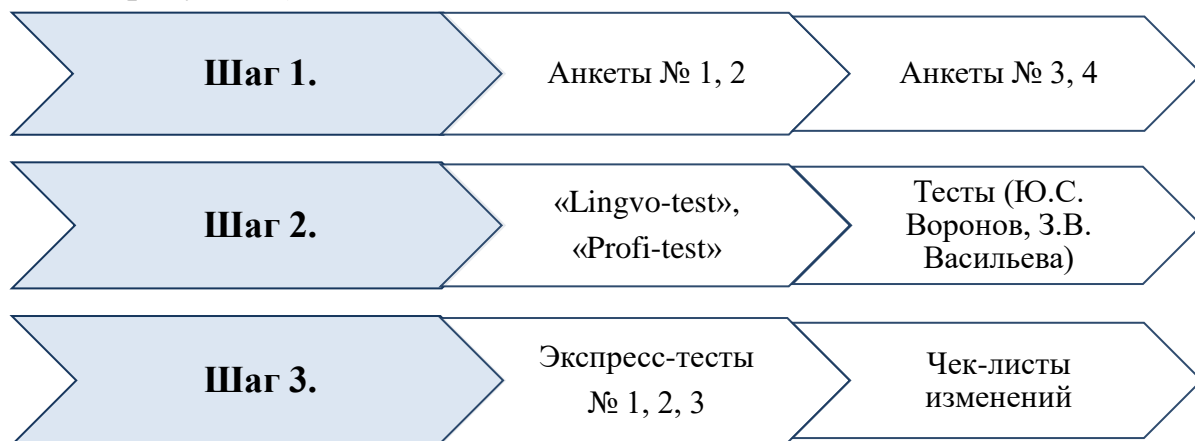 Шаг 1.
Анкеты № 1, 2
Анкеты № 3, 4
Шаг 2.
«Lingvo-test»,
«Profi-test»
Тесты (Ю.С.
Воронов, З.В.
Васильева)
Шаг 3.
Экспресс-тесты
№ 1, 2, 3
Чек-листы
изменений